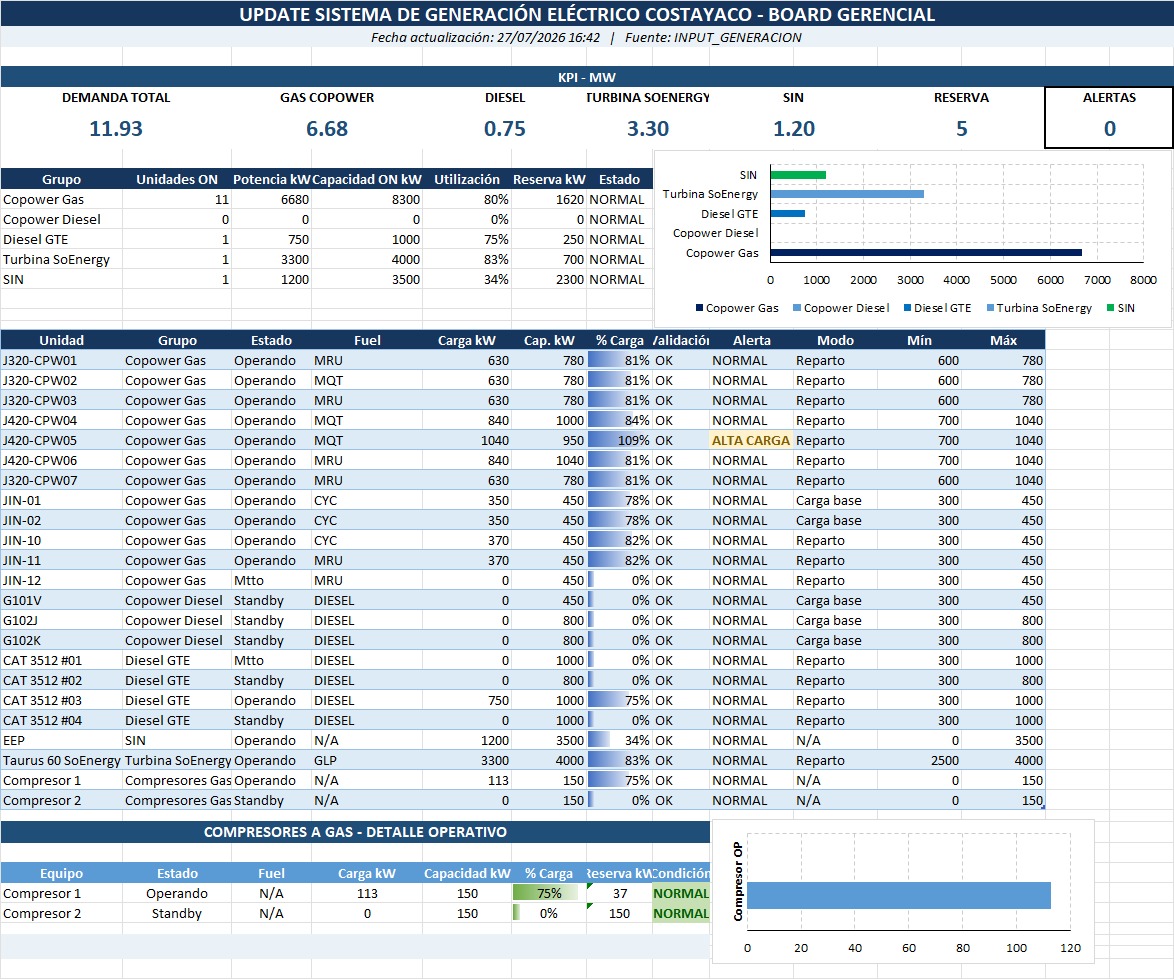 UPDATE SISTEMA DE GENERACIÓN ELÉCTRICO COSTAYACO - BOARD GERENCIAL
Fecha actualización: 27/07/2026 16:42 | Fuente: INPUT_GENERACION
KPI - MW
DEMANDA TOTAL GAS COPOWER DIESEL TURBINA SOENERGY SIN RESERVA ALERTAS
11.93 6.68 0.75 3.30 1.20 5 0
Grupo Unidades ON Potencia kW Capacidad ON kW Utilización Reserva kW Estado
Copower Gas 11 6680 8300 80% 1620 NORMAL
Copower Diesel 0 0 0 0% 0 NORMAL
Diesel GTE 1 750 1000 75% 250 NORMAL
Turbina SoEnergy 1 3300 4000 83% 700 NORMAL
SIN 1 1200 3500 34% 2300 NORMAL
SIN
Turbina SoEnergy
Diesel GTE
Copower Diesel
Copower Gas
0 1000 2000 3000 4000 5000 6000 7000 8000
Copower Gas Copower Diesel Diesel GTE Turbina SoEnergy SIN
Unidad Grupo Estado Fuel Carga kW Cap. kW % Carga Validación Alerta Modo Mín Máx
J320-CPW01 Copower Gas Operando MRU 630 780 81% OK NORMAL Reparto 600 780
J320-CPW02 Copower Gas Operando MQT 630 780 81% OK NORMAL Reparto 600 780
J320-CPW03 Copower Gas Operando MRU 630 780 81% OK NORMAL Reparto 600 780
J420-CPW04 Copower Gas Operando MQT 840 1000 84% OK NORMAL Reparto 700 1040
J420-CPW05 Copower Gas Operando MQT 1040 950 109% OK ALTA CARGA Reparto 700 1040
J420-CPW06 Copower Gas Operando MRU 840 1040 81% OK NORMAL Reparto 700 1040
J320-CPW07 Copower Gas Operando MRU 630 780 81% OK NORMAL Reparto 600 1040
JIN-01 Copower Gas Operando CYC 350 450 78% OK NORMAL Carga base 300 450
JIN-02 Copower Gas Operando CYC 350 450 78% OK NORMAL Carga base 300 450
JIN-10 Copower Gas Operando CYC 370 450 82% OK NORMAL Reparto 300 450
JIN-11 Copower Gas Operando MRU 370 450 82% OK NORMAL Reparto 300 450
JIN-12 Copower Gas Mtto MRU 0 450 0% OK NORMAL Reparto 300 450
G101V Copower Diesel Standby DIESEL 0 450 0% OK NORMAL Carga base 300 450
G102J Copower Diesel Standby DIESEL 0 800 0% OK NORMAL Carga base 300 800
G102K Copower Diesel Standby DIESEL 0 800 0% OK NORMAL Carga base 300 800
CAT 3512 #01 Diesel GTE Mtto DIESEL 0 1000 0% OK NORMAL Reparto 300 1000
CAT 3512 #02 Diesel GTE Standby DIESEL 0 800 0% OK NORMAL Reparto 300 800
CAT 3512 #03 Diesel GTE Operando DIESEL 750 1000 75% OK NORMAL Reparto 300 1000
CAT 3512 #04 Diesel GTE Standby DIESEL 0 1000 0% OK NORMAL Reparto 300 1000
EEP SIN Operando N/A 1200 3500 34% OK NORMAL N/A 0 3500
Taurus 60 SoEnergy Turbina SoEnergy Operando GLP 3300 4000 83% OK NORMAL Reparto 2500 4000
Compresor 1 Compresores Gas Operando N/A 113 150 75% OK NORMAL N/A 0 150
Compresor 2 Compresores Gas Standby N/A 0 150 0% OK NORMAL N/A 0 150
COMPRESORES A GAS - DETALLE OPERATIVO
Equipo Estado Fuel Carga kW Capacidad kW % Carga Reserva kW Condición
Compresor 1 Operando N/A 113 150 75% 37 NORMAL
Compresor 2 Standby N/A 0 150 0% 150 NORMAL
Compresor OP
0 20 40 60 80 100 120